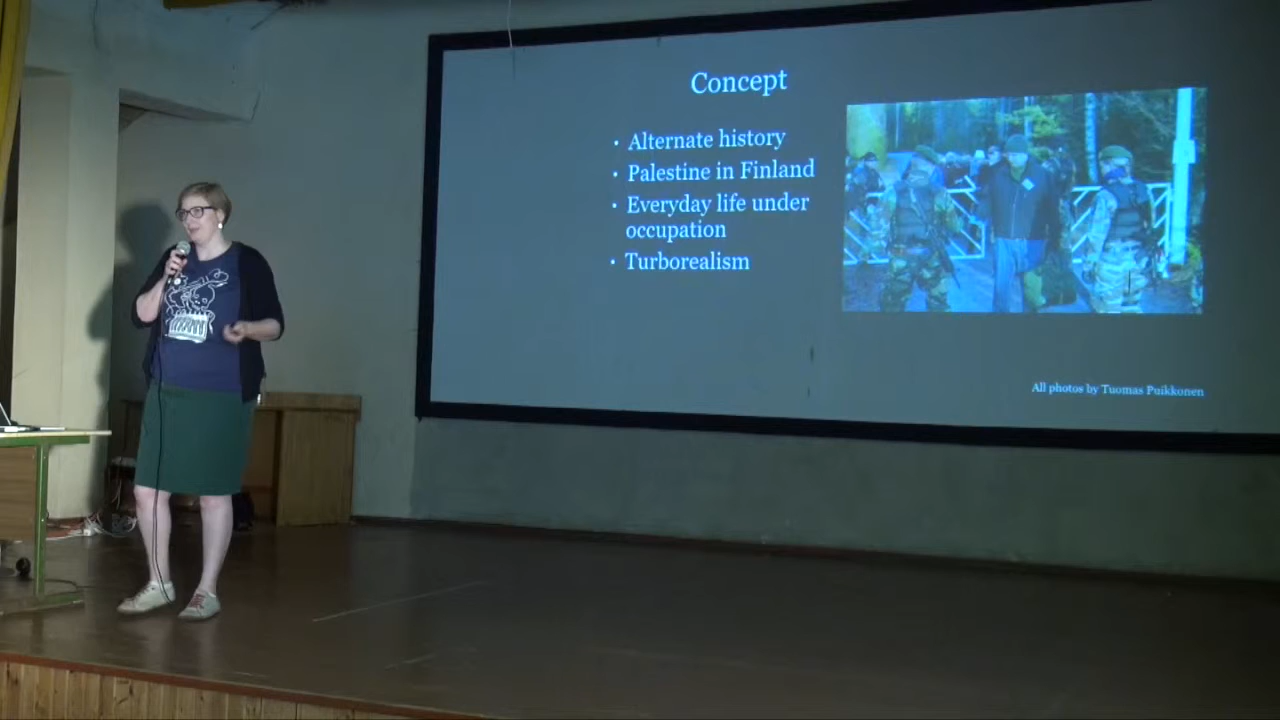 Concept
• Alternate history
• Palestine in Finland
• Everyday life under
occupation
• Turborealism
All photos by Tuomas Puikkonen